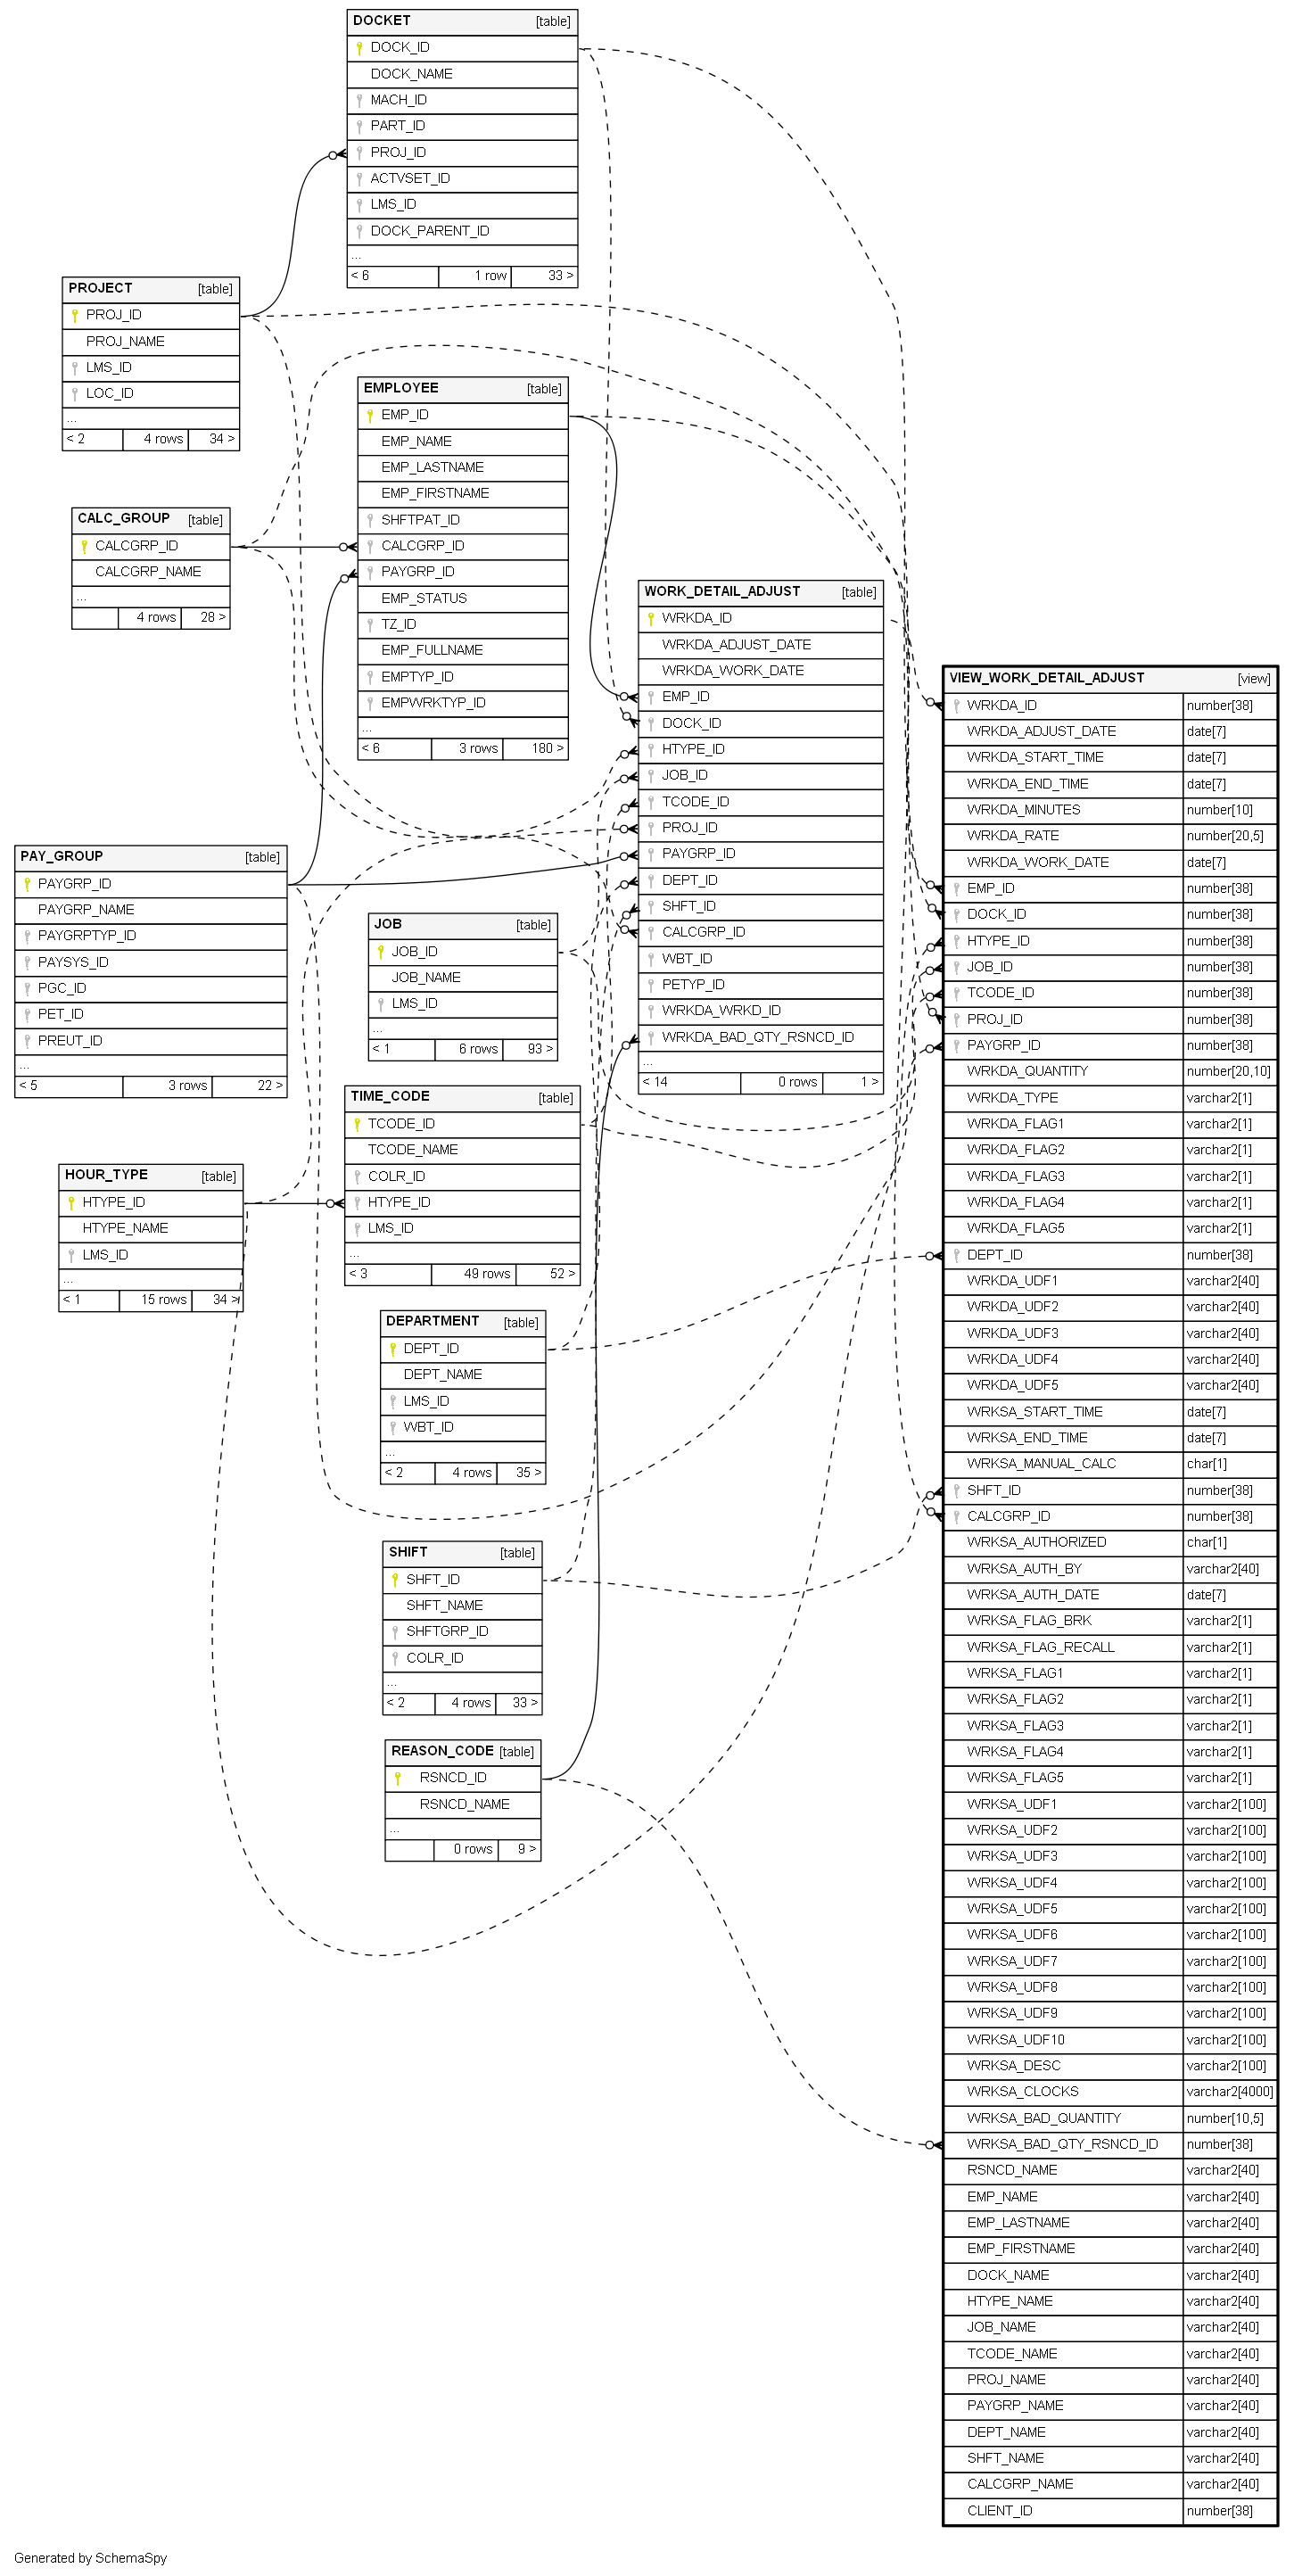 DOCKET [table]
DOCK_ID
DOCK_NAME
MACH_ID
PART_ID
PROJ_ID
ACTVSET_ID
LMS_ID
DOCK_PARENT_ID
...
< 6 1 row 33 >
PROJECT [table]
PROJ_ID
PROJ_NAME
LMS_ID
LOC_ID
...
< 2 4 rows 34 >
EMPLOYEE [table]
EMP_ID
EMP_NAME
EMP_LASTNAME
EMP_FIRSTNAME
SHFTPAT_ID
CALCGRP_ID
PAYGRP_ID
EMP_STATUS
TZ_ID
EMP_FULLNAME
EMPTYP_ID
EMPWRKTYP_ID
...
< 6 3 rows 180 >
CALC_GROUP [table]
CALCGRP_ID
CALCGRP_NAME
...
4 rows 28 >
WORK_DETAIL_ADJUST [table]
WRKDA_ID
WRKDA_ADJUST_DATE
WRKDA_WORK_DATE
EMP_ID
DOCK_ID
HTYPE_ID
JOB_ID
TCODE_ID
PROJ_ID
PAYGRP_ID
DEPT_ID
SHFT_ID
CALCGRP_ID
WBT_ID
PETYP_ID
WRKDA_WRKD_ID
WRKDA_BAD_QTY_RSNCD_ID
...
< 14 0 rows 1 >
PAY_GROUP [table]
PAYGRP_ID
PAYGRP_NAME
PAYGRPTYP_ID
PAYSYS_ID
PGC_ID
PET_ID
PREUT_ID
...
< 5 3 rows 22 >
JOB [table]
JOB_ID
JOB_NAME
LMS_ID
...
< 1 6 rows 93 >
TIME_CODE [table]
TCODE_ID
TCODE_NAME
COLR_ID
HTYPE_ID
LMS_ID
...
< 3 49 rows 52 >
HOUR_TYPE [table]
HTYPE_ID
HTYPE_NAME
LMS_ID
...
< 1 15 rows 34 >
DEPARTMENT [table]
DEPT_ID
DEPT_NAME
LMS_ID
WBT_ID
...
< 2 4 rows 35 >
SHIFT [table]
SHFT_ID
SHFT_NAME
SHFTGRP_ID
COLR_ID
...
< 2 4 rows 33 >
REASON_CODE [table]
RSNCD_ID
RSNCD_NAME
...
0 rows 9 >
VIEW_WORK_DETAIL_ADJUST [view]
WRKDA_ID number[38]
WRKDA_ADJUST_DATE date[7]
WRKDA_START_TIME date[7]
WRKDA_END_TIME date[7]
WRKDA_MINUTES number[10]
WRKDA_RATE number[20,5]
WRKDA_WORK_DATE date[7]
EMP_ID number[38]
DOCK_ID number[38]
HTYPE_ID number[38]
JOB_ID number[38]
TCODE_ID number[38]
PROJ_ID number[38]
PAYGRP_ID number[38]
WRKDA_QUANTITY number[20,10]
WRKDA_TYPE varchar2[1]
WRKDA_FLAG1 varchar2[1]
WRKDA_FLAG2 varchar2[1]
WRKDA_FLAG3 varchar2[1]
WRKDA_FLAG4 varchar2[1]
WRKDA_FLAG5 varchar2[1]
DEPT_ID number[38]
WRKDA_UDF1 varchar2[40]
WRKDA_UDF2 varchar2[40]
WRKDA_UDF3 varchar2[40]
WRKDA_UDF4 varchar2[40]
WRKDA_UDF5 varchar2[40]
WRKSA_START_TIME date[7]
WRKSA_END_TIME date[7]
WRKSA_MANUAL_CALC char[1]
SHFT_ID number[38]
CALCGRP_ID number[38]
WRKSA_AUTHORIZED char[1]
WRKSA_AUTH_BY varchar2[40]
WRKSA_AUTH_DATE date[7]
WRKSA_FLAG_BRK varchar2[1]
WRKSA_FLAG_RECALL varchar2[1]
WRKSA_FLAG1 varchar2[1]
WRKSA_FLAG2 varchar2[1]
WRKSA_FLAG3 varchar2[1]
WRKSA_FLAG4 varchar2[1]
WRKSA_FLAG5 varchar2[1]
WRKSA_UDF1 varchar2[100]
WRKSA_UDF2 varchar2[100]
WRKSA_UDF3 varchar2[100]
WRKSA_UDF4 varchar2[100]
WRKSA_UDF5 varchar2[100]
WRKSA_UDF6 varchar2[100]
WRKSA_UDF7 varchar2[100]
WRKSA_UDF8 varchar2[100]
WRKSA_UDF9 varchar2[100]
WRKSA_UDF10 varchar2[100]
WRKSA_DESC varchar2[100]
WRKSA_CLOCKS varchar2[4000]
WRKSA_BAD_QUANTITY number[10,5]
WRKSA_BAD_QTY_RSNCD_ID number[38]
RSNCD_NAME varchar2[40]
EMP_NAME varchar2[40]
EMP_LASTNAME varchar2[40]
EMP_FIRSTNAME varchar2[40]
DOCK_NAME varchar2[40]
HTYPE_NAME varchar2[40]
JOB_NAME varchar2[40]
TCODE_NAME varchar2[40]
PROJ_NAME varchar2[40]
PAYGRP_NAME varchar2[40]
DEPT_NAME varchar2[40]
SHFT_NAME varchar2[40]
CALCGRP_NAME varchar2[40]
CLIENT_ID number[38]
Generated by SchemaSpy